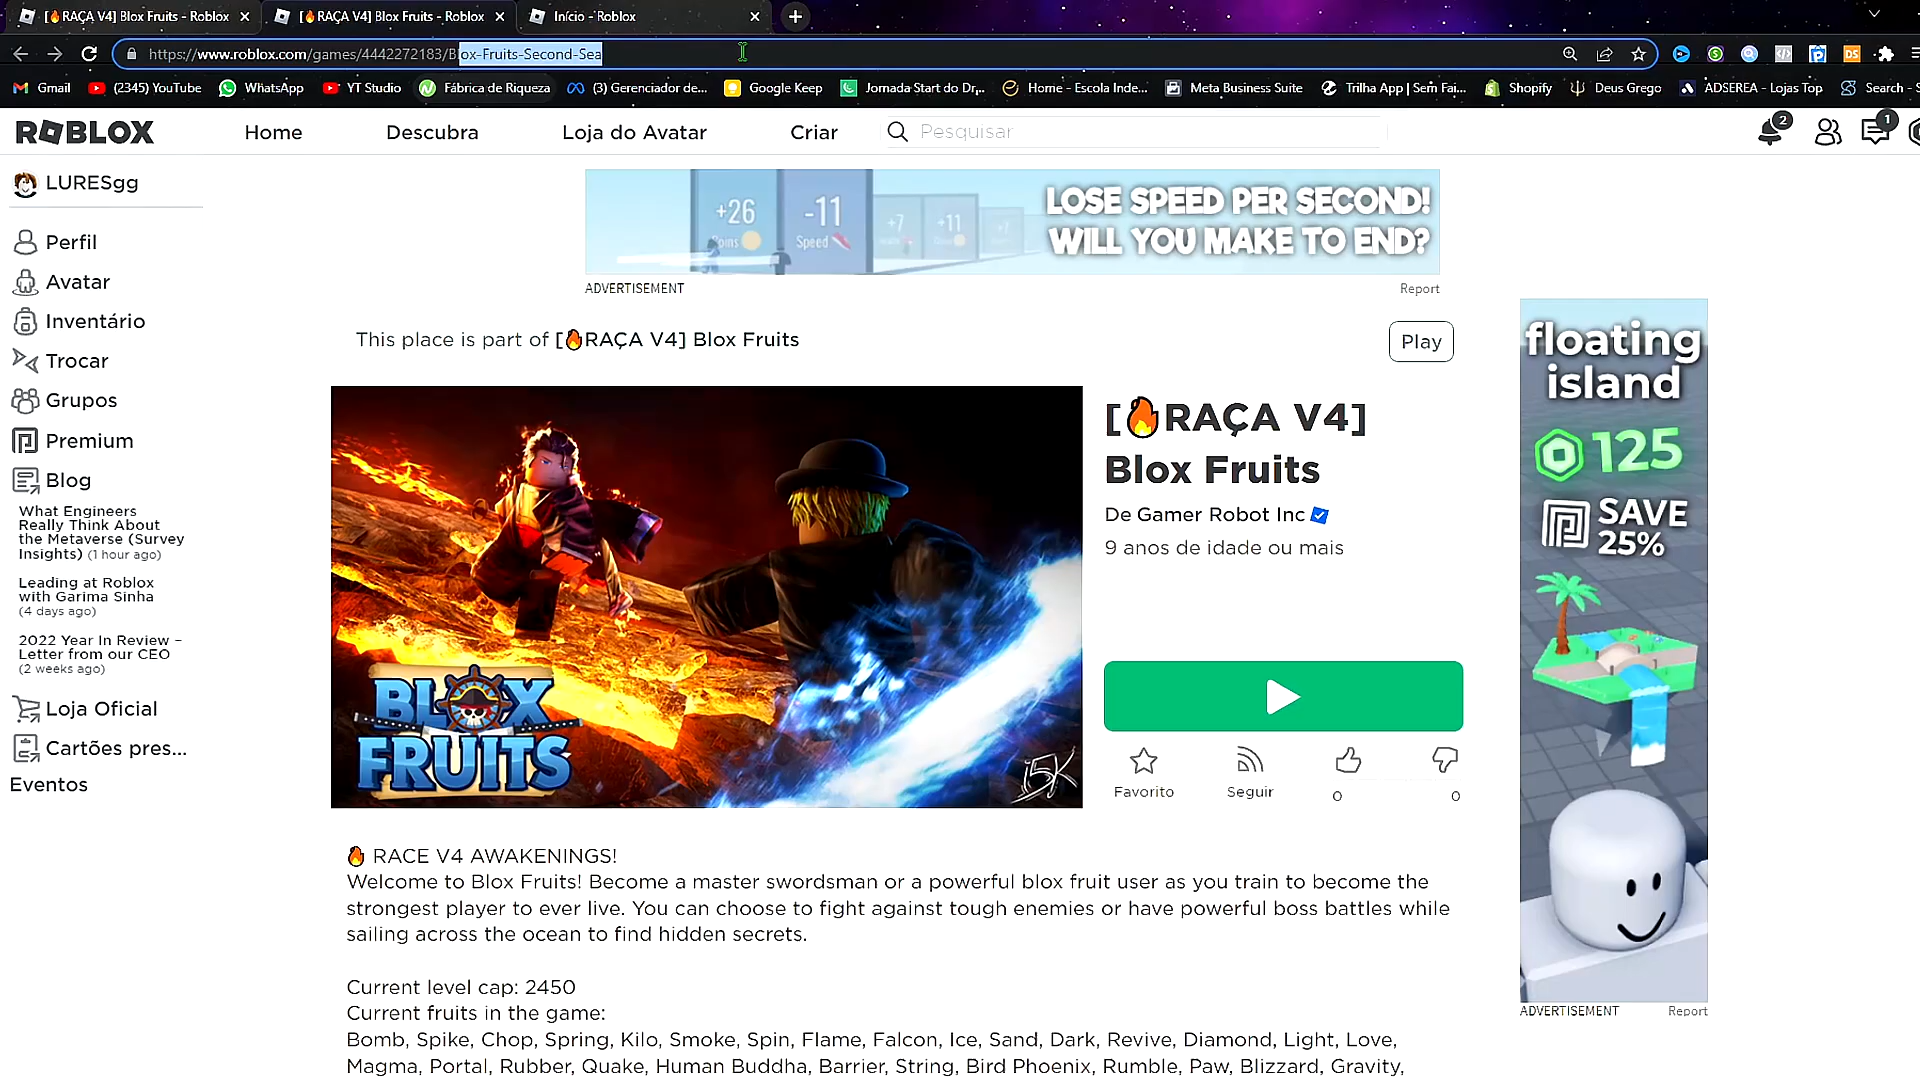 [🔥RAÇA V4] Blox Fruits - Roblox
[🔥RAÇA V4] Blox Fruits - Roblox
Início - Roblox
https://www.roblox.com/games/4442272183/Blox-Fruits-Second-Sea
Gmail
(2345) YouTube
WhatsApp
YT Studio
Fábrica de Riqueza
(3) Gerenciador de...
Google Keep
Jornada Start do Dr...
Home - Escola Inde...
Meta Business Suite
Trilha App | Sem Fai...
Shopify
Deus Grego
ADSEREA - Lojas Top
Search - S
ROBLOX
Home
Descubra
Loja do Avatar
Criar
Pesquisar
2
1
LURESgg
Perfil
Avatar
Inventário
Trocar
Grupos
Premium
Blog
What Engineers
Really Think About
the Metaverse (Survey
Insights) (1 hour ago)
Leading at Roblox
with Garima Sinha
(4 days ago)
2022 Year In Review –
Letter from our CEO
(2 weeks ago)
Loja Oficial
Cartões pres...
Eventos
+26
Coins
-11
Speed
+7
+11
LOSE SPEED PER SECOND!
WILL YOU MAKE TO END?
ADVERTISEMENT
Report
This place is part of [🔥RAÇA V4] Blox Fruits
Play
BLOX
FRUITS
i5K
[🔥RAÇA V4]
Blox Fruits
De Gamer Robot Inc
9 anos de idade ou mais
Favorito
Seguir
0
0
🔥 RACE V4 AWAKENINGS!
Welcome to Blox Fruits! Become a master swordsman or a powerful blox fruit user as you train to become the
strongest player to ever live. You can choose to fight against tough enemies or have powerful boss battles while
sailing across the ocean to find hidden secrets.
Current level cap: 2450
Current fruits in the game:
Bomb, Spike, Chop, Spring, Kilo, Smoke, Spin, Flame, Falcon, Ice, Sand, Dark, Revive, Diamond, Light, Love,
Magma, Portal, Rubber, Quake, Human Buddha, Barrier, String, Bird Phoenix, Rumble, Paw, Blizzard, Gravity,
floating
island
125
SAVE
25%
ADVERTISEMENT
Report